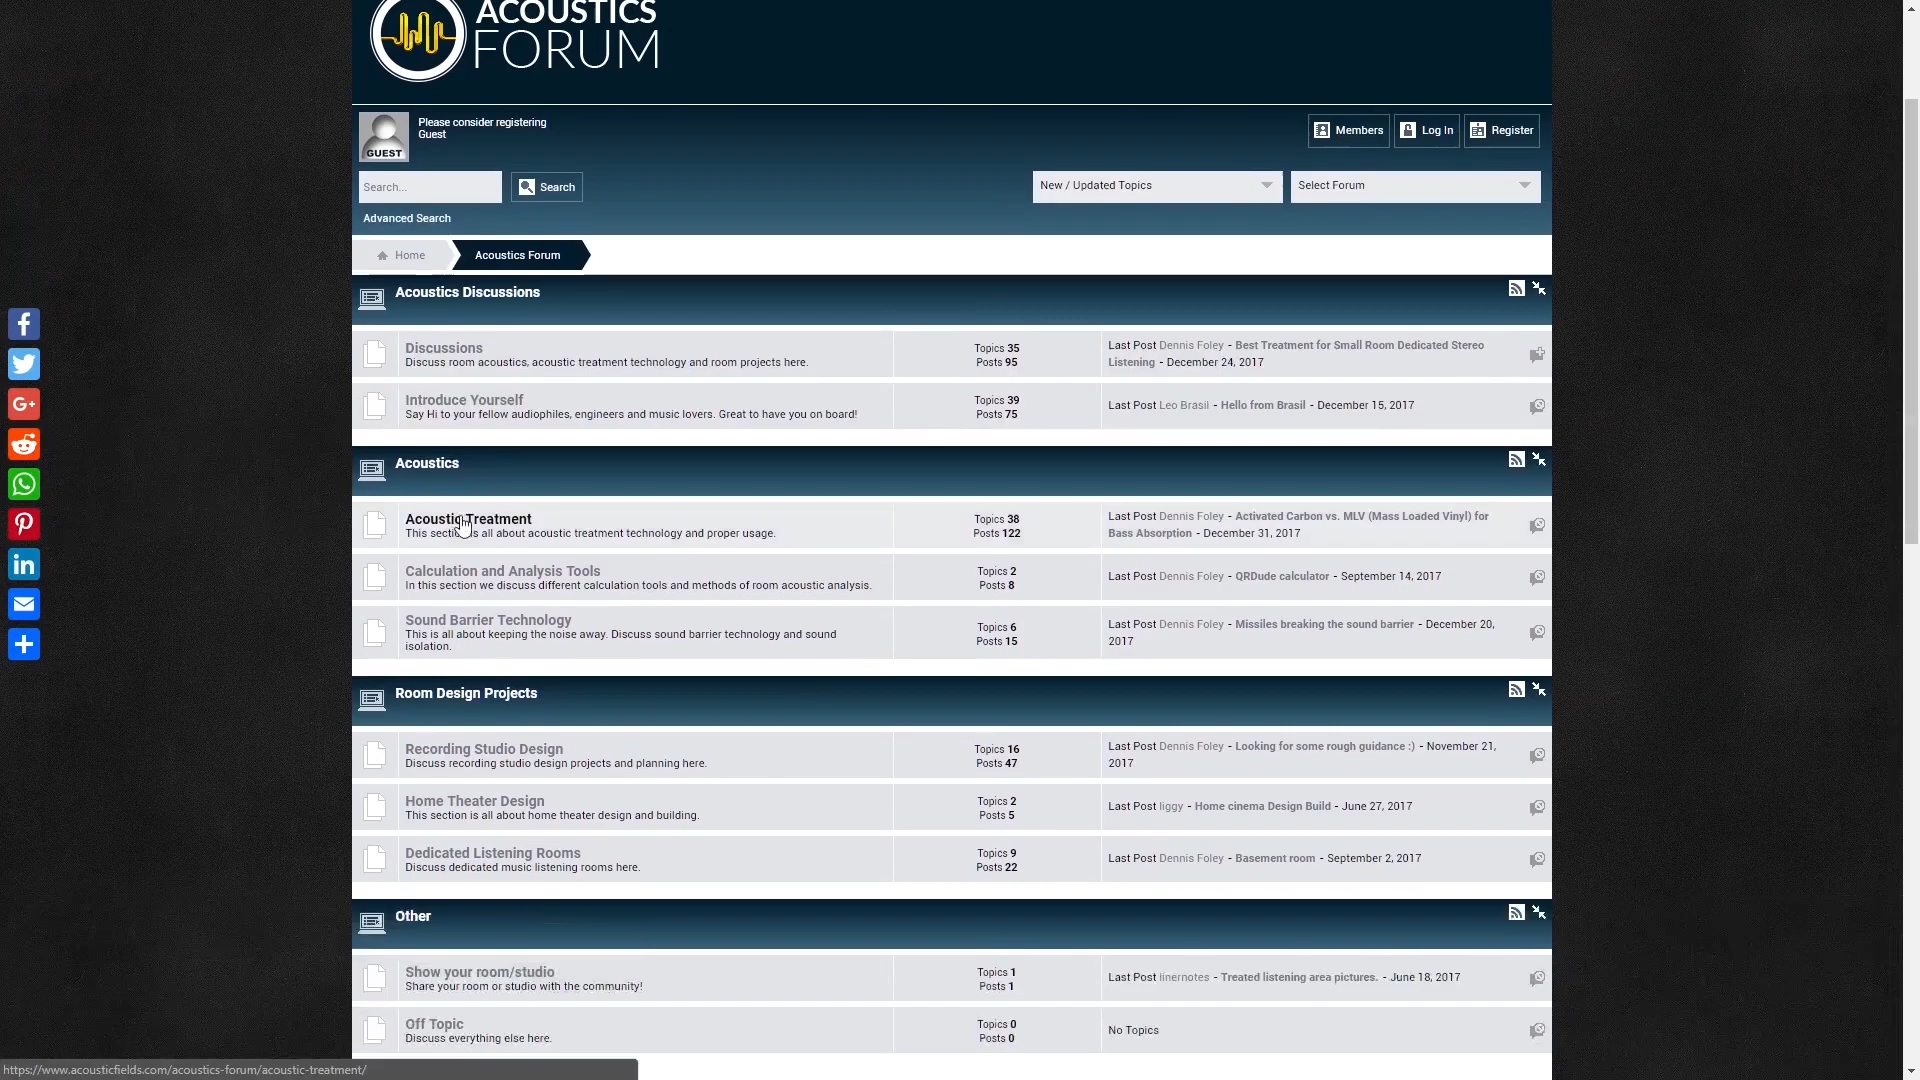 ACOUSTICS
FORUM
Please consider registering
Guest
GUEST
Members
Log In
Register
Search...
Search
New / Updated Topics
Select Forum
Advanced Search
Home
Acoustics Forum
Acoustics Discussions
Discussions
Discuss room acoustics, acoustic treatment technology and room projects here.
Topics 35
Posts 95
Last Post Dennis Foley - Best Treatment for Small Room Dedicated Stereo
Listening - December 24, 2017
Introduce Yourself
Say Hi to your fellow audiophiles, engineers and music lovers. Great to have you on board!
Topics 39
Posts 75
Last Post Leo Brasil - Hello from Brasil - December 15, 2017
Acoustics
Acoustic Treatment
This section is all about acoustic treatment technology and proper usage.
Topics 38
Posts 122
Last Post Dennis Foley - Activated Carbon vs. MLV (Mass Loaded Vinyl) for
Bass Absorption - December 31, 2017
Calculation and Analysis Tools
In this section we discuss different calculation tools and methods of room acoustic analysis.
Topics 2
Posts 8
Last Post Dennis Foley - QRDude calculator - September 14, 2017
Sound Barrier Technology
This is all about keeping the noise away. Discuss sound barrier technology and sound
isolation.
Topics 6
Posts 15
Last Post Dennis Foley - Missiles breaking the sound barrier - December 20,
2017
Room Design Projects
Recording Studio Design
Discuss recording studio design projects and planning here.
Topics 16
Posts 47
Last Post Dennis Foley - Looking for some rough guidance :) - November 21,
2017
Home Theater Design
This section is all about home theater design and building.
Topics 2
Posts 5
Last Post liggy - Home cinema Design Build - June 27, 2017
Dedicated Listening Rooms
Discuss dedicated music listening rooms here.
Topics 9
Posts 22
Last Post Dennis Foley - Basement room - September 2, 2017
Other
Show your room/studio
Share your room or studio with the community!
Topics 1
Posts 1
Last Post linernotes - Treated listening area pictures. - June 18, 2017
Off Topic
Discuss everything else here.
Topics 0
Posts 0
No Topics
https://www.acousticfields.com/acoustics-forum/acoustic-treatment/